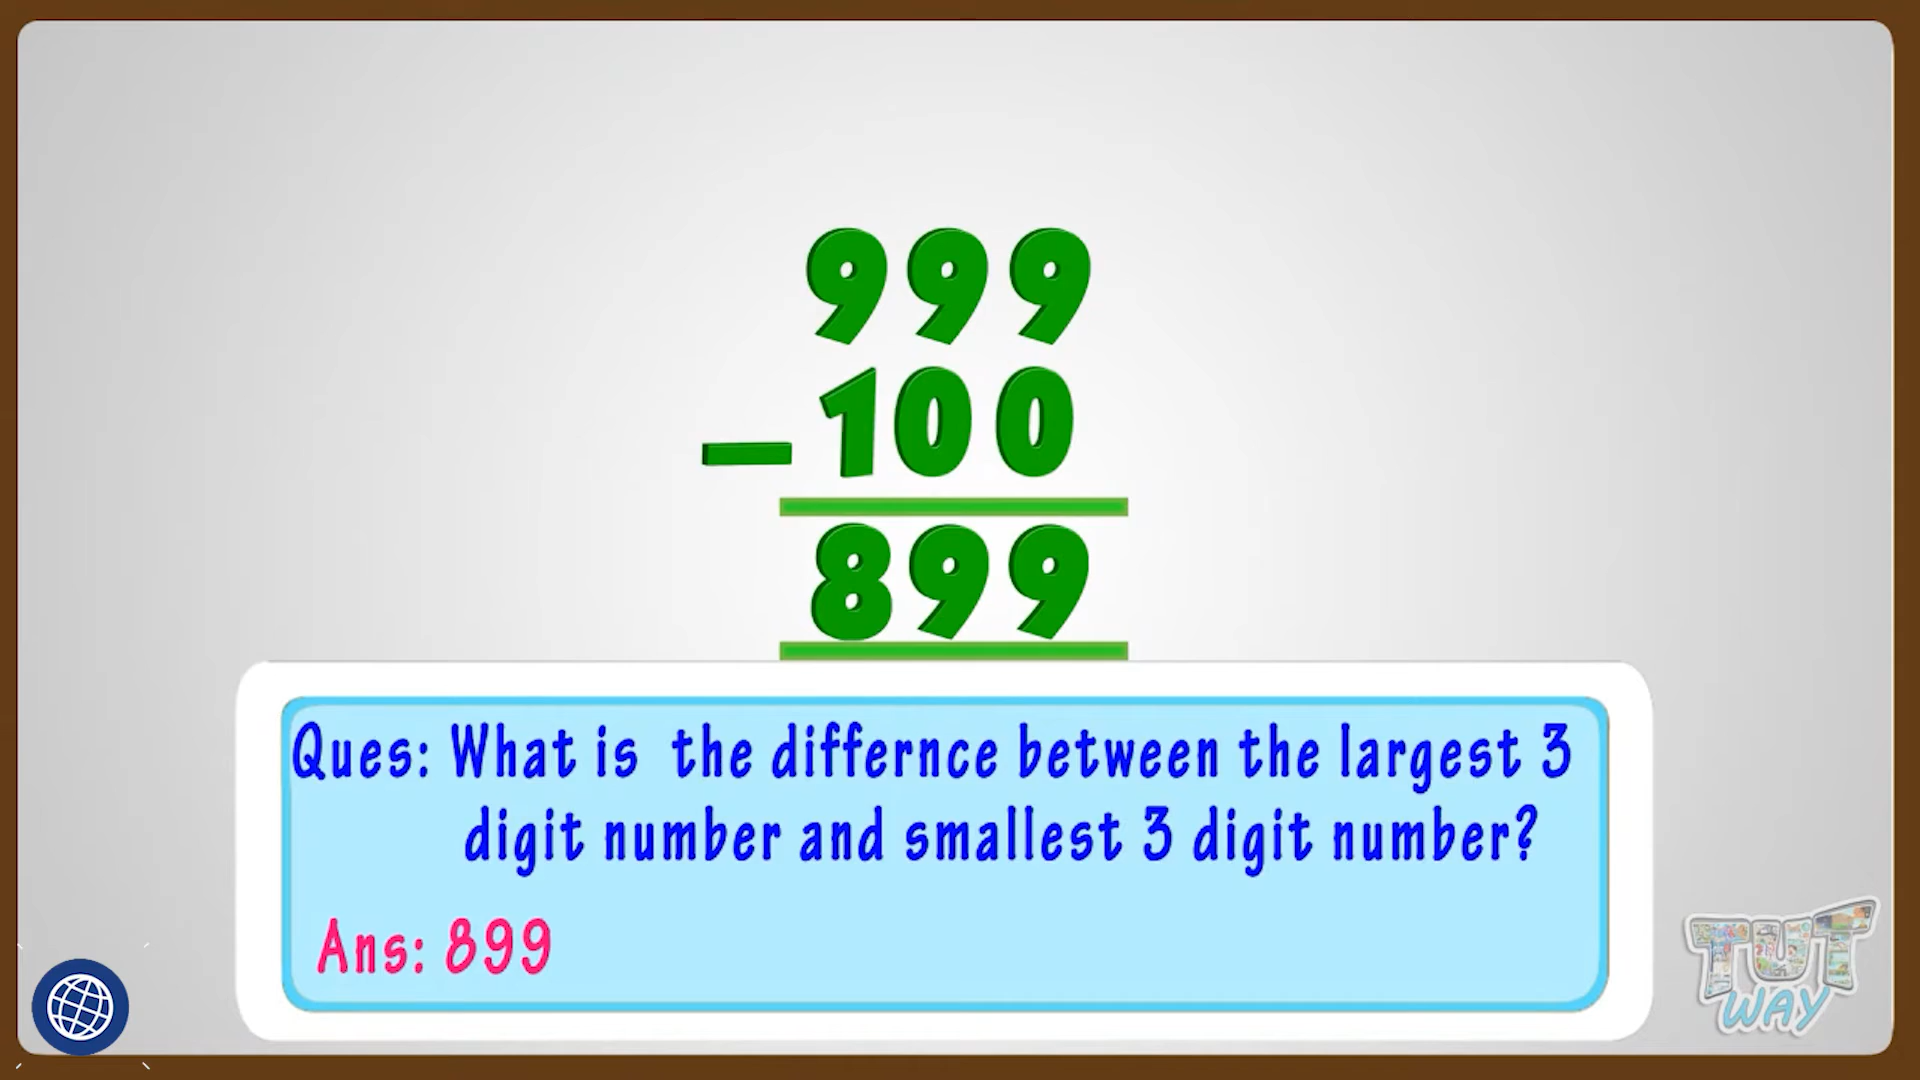 999
- 100
899
Ques: What is the differnce between the largest 3
digit number and smallest 3 digit number?
Ans: 899
TUT
WAY